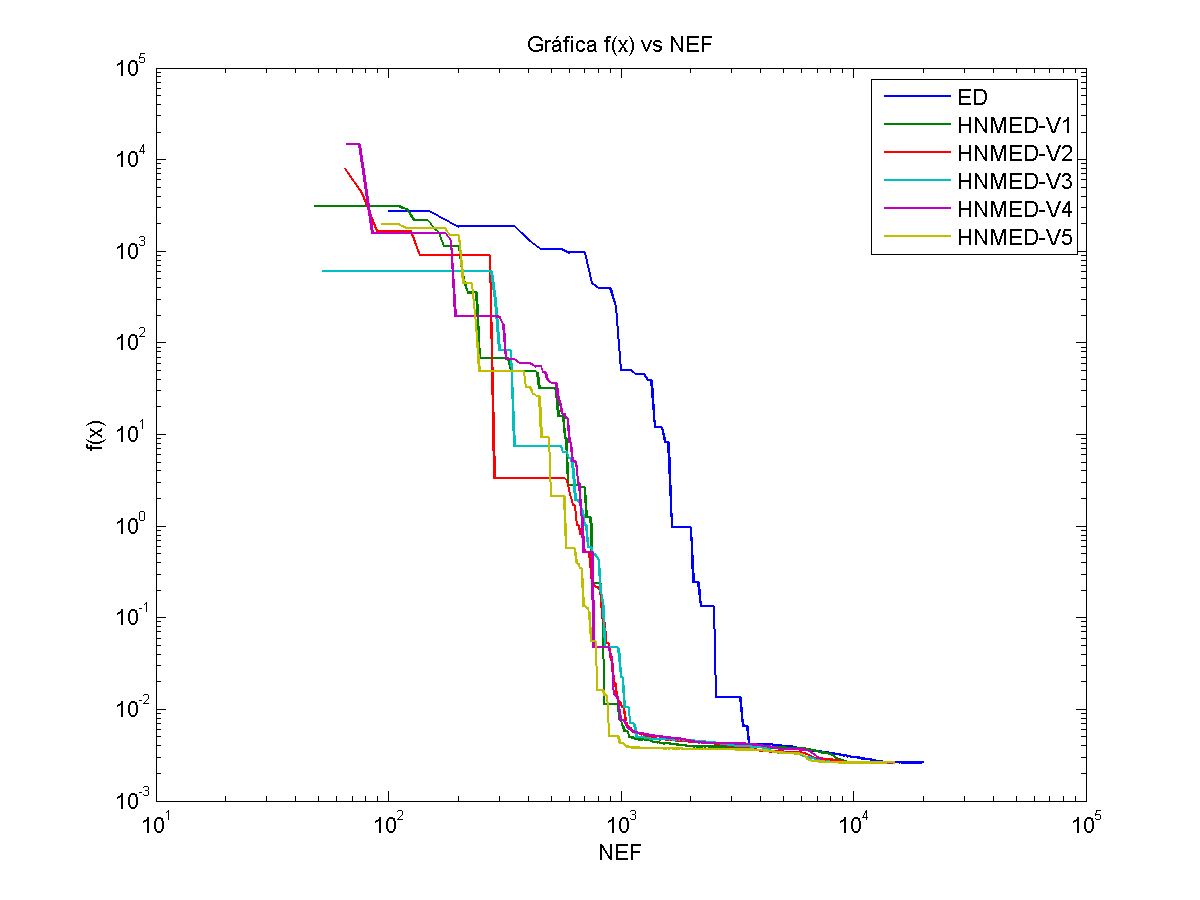 Gráfica f(x) vs NEF
10^5
10^4
10^3
10^2
10^1
10^0
10^-1
10^-2
10^-3
f(x)
ED
HNMED-V1
HNMED-V2
HNMED-V3
HNMED-V4
HNMED-V5
10^1 10^2 10^3 10^4 10^5
NEF